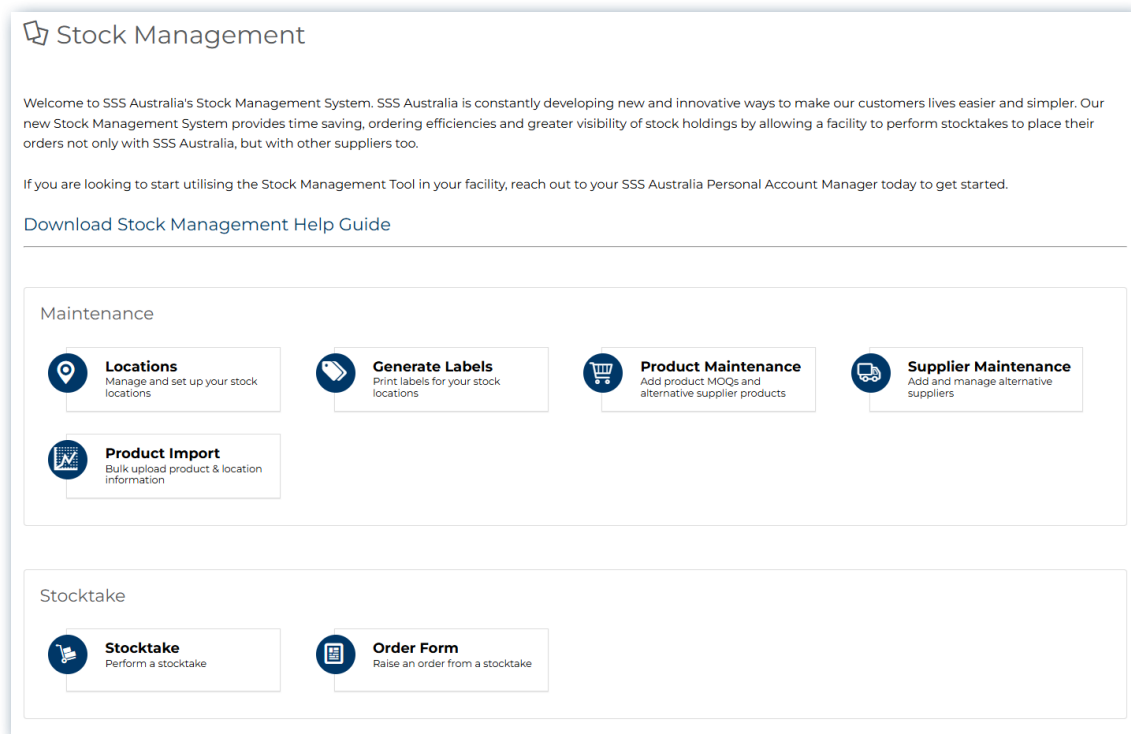 Stock Management
Welcome to SSS Australia's Stock Management System. SSS Australia is constantly developing new and innovative ways to make our customers lives easier and simpler. Our
new Stock Management System provides time saving, ordering efficiencies and greater visibility of stock holdings by allowing a facility to perform stocktakes to place their
orders not only with SSS Australia, but with other suppliers too.
If you are looking to start utilising the Stock Management Tool in your facility, reach out to your SSS Australia Personal Account Manager today to get started.
Download Stock Management Help Guide
Maintenance
Locations
Manage and set up your stock
locations
Generate Labels
Print labels for your stock
locations
Product Maintenance
Add product MOQs and
alternative supplier products
Supplier Maintenance
Add and manage alternative
suppliers
Product Import
Bulk upload product & location
information
Stocktake
Stocktake
Perform a stocktake
Order Form
Raise an order from a stocktake